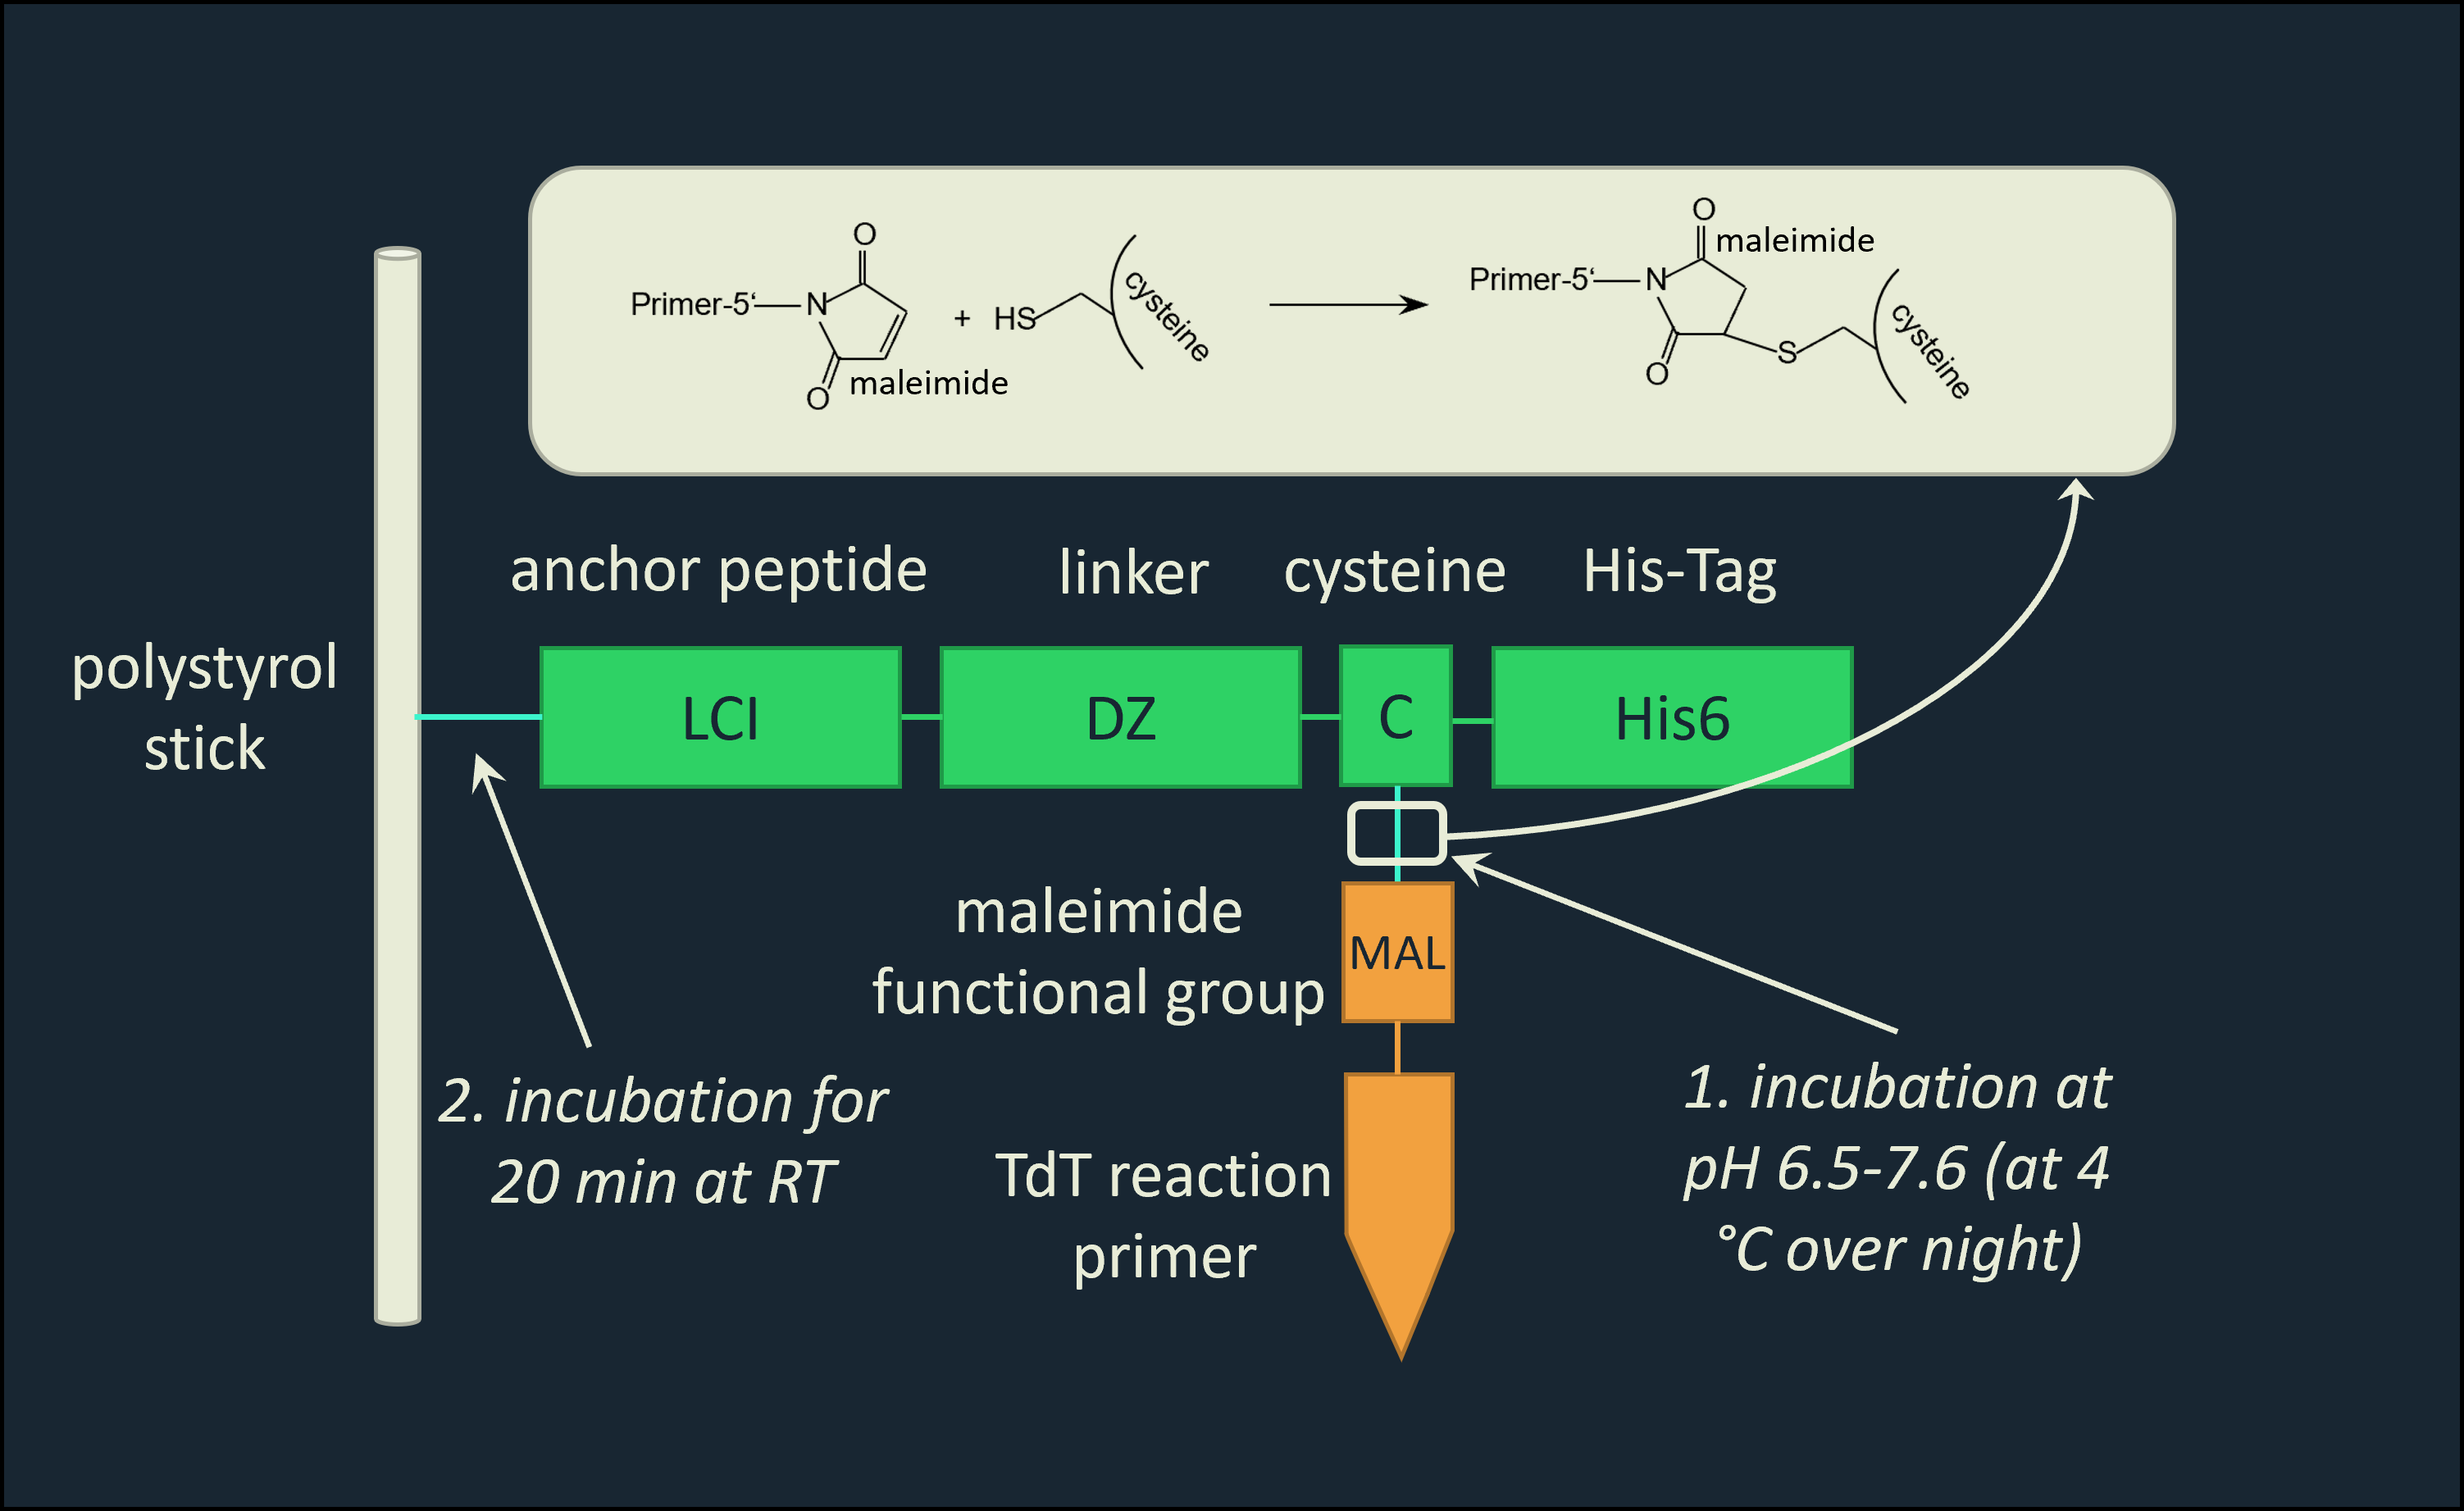 O
maleimide
Primer-5‘
N
O
maleimide
O
+
HS
cysteine
Primer-5‘
N
O
S
cysteine
O
anchor peptide
linker
cysteine
His-Tag
polystyrol
stick
LCI
DZ
C
His6
maleimide
functional group
MAL
2. incubation for
20 min at RT
TdT reaction
primer
1. incubation at
pH 6.5-7.6 (at 4
°C over night)